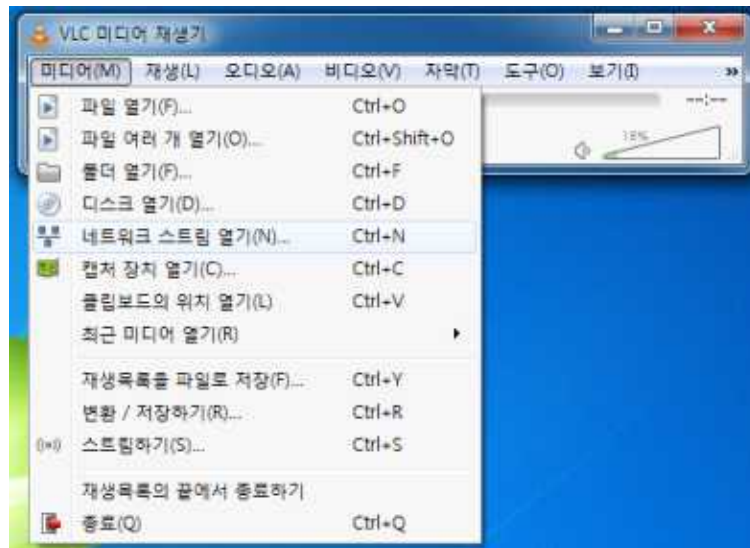 VLC 미디어 재생기
미디어(M) 재생(L) 오디오(A) 비디오(V) 자막(T) 도구(O) 보기(I) »
파일 열기(F)... Ctrl+O
--:--
파일 여러 개 열기(O)... Ctrl+Shift+O
18%
폴더 열기(F)... Ctrl+F
디스크 열기(D)... Ctrl+D
네트워크 스트림 열기(N)... Ctrl+N
캡처 장치 열기(C)... Ctrl+C
클립보드의 위치 열기(L) Ctrl+V
최근 미디어 열기(R)
재생목록을 파일로 저장(F)... Ctrl+Y
변환 / 저장하기(R)... Ctrl+R
스트림하기(S)... Ctrl+S
재생목록의 끝에서 종료하기
종료(Q) Ctrl+Q